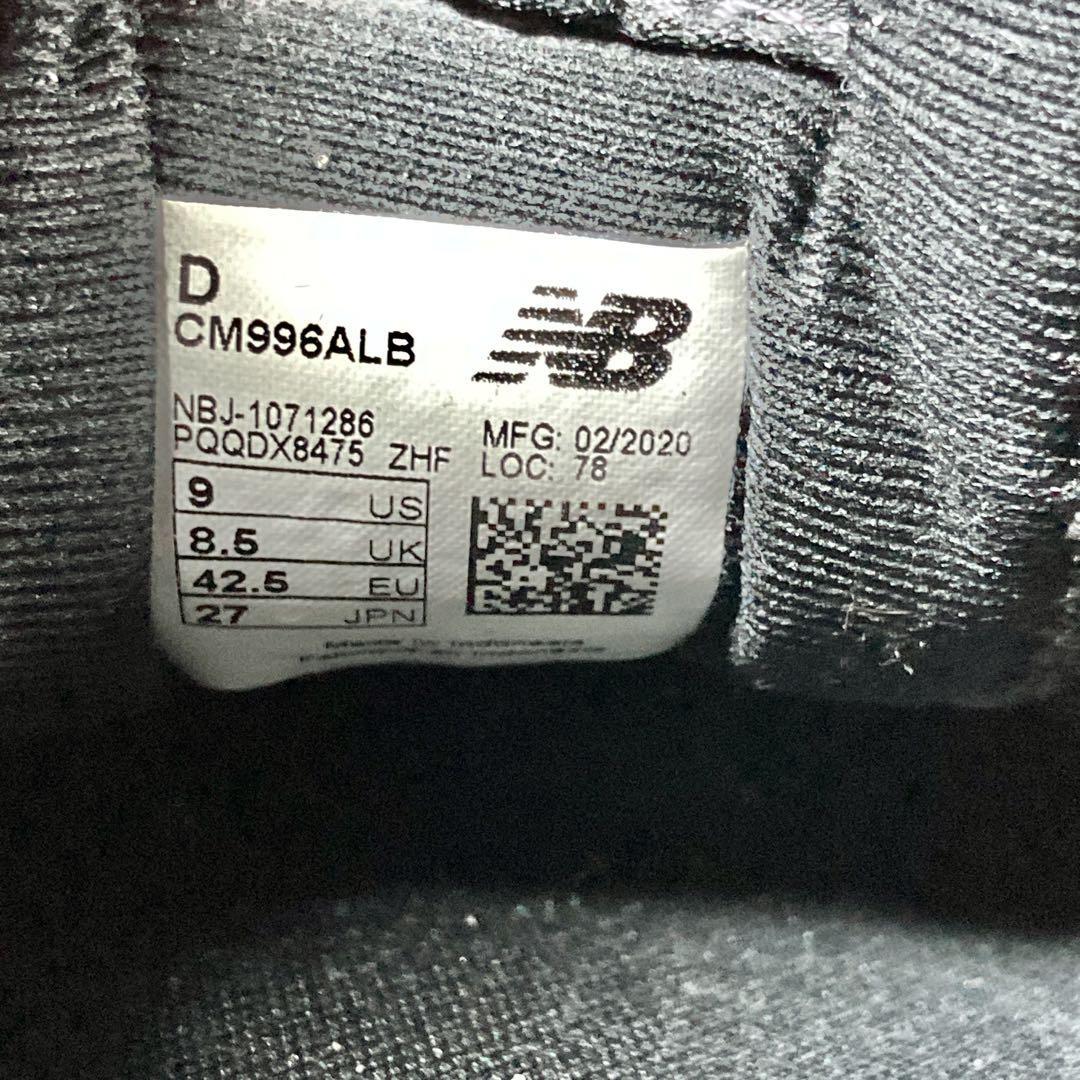 D
CM996ALB
NB
NBJ-1071286
PQQDX8475 ZHF
MFG: 02/2020
LOC: 78
9 US
8.5 UK
42.5 EU
27 JPN